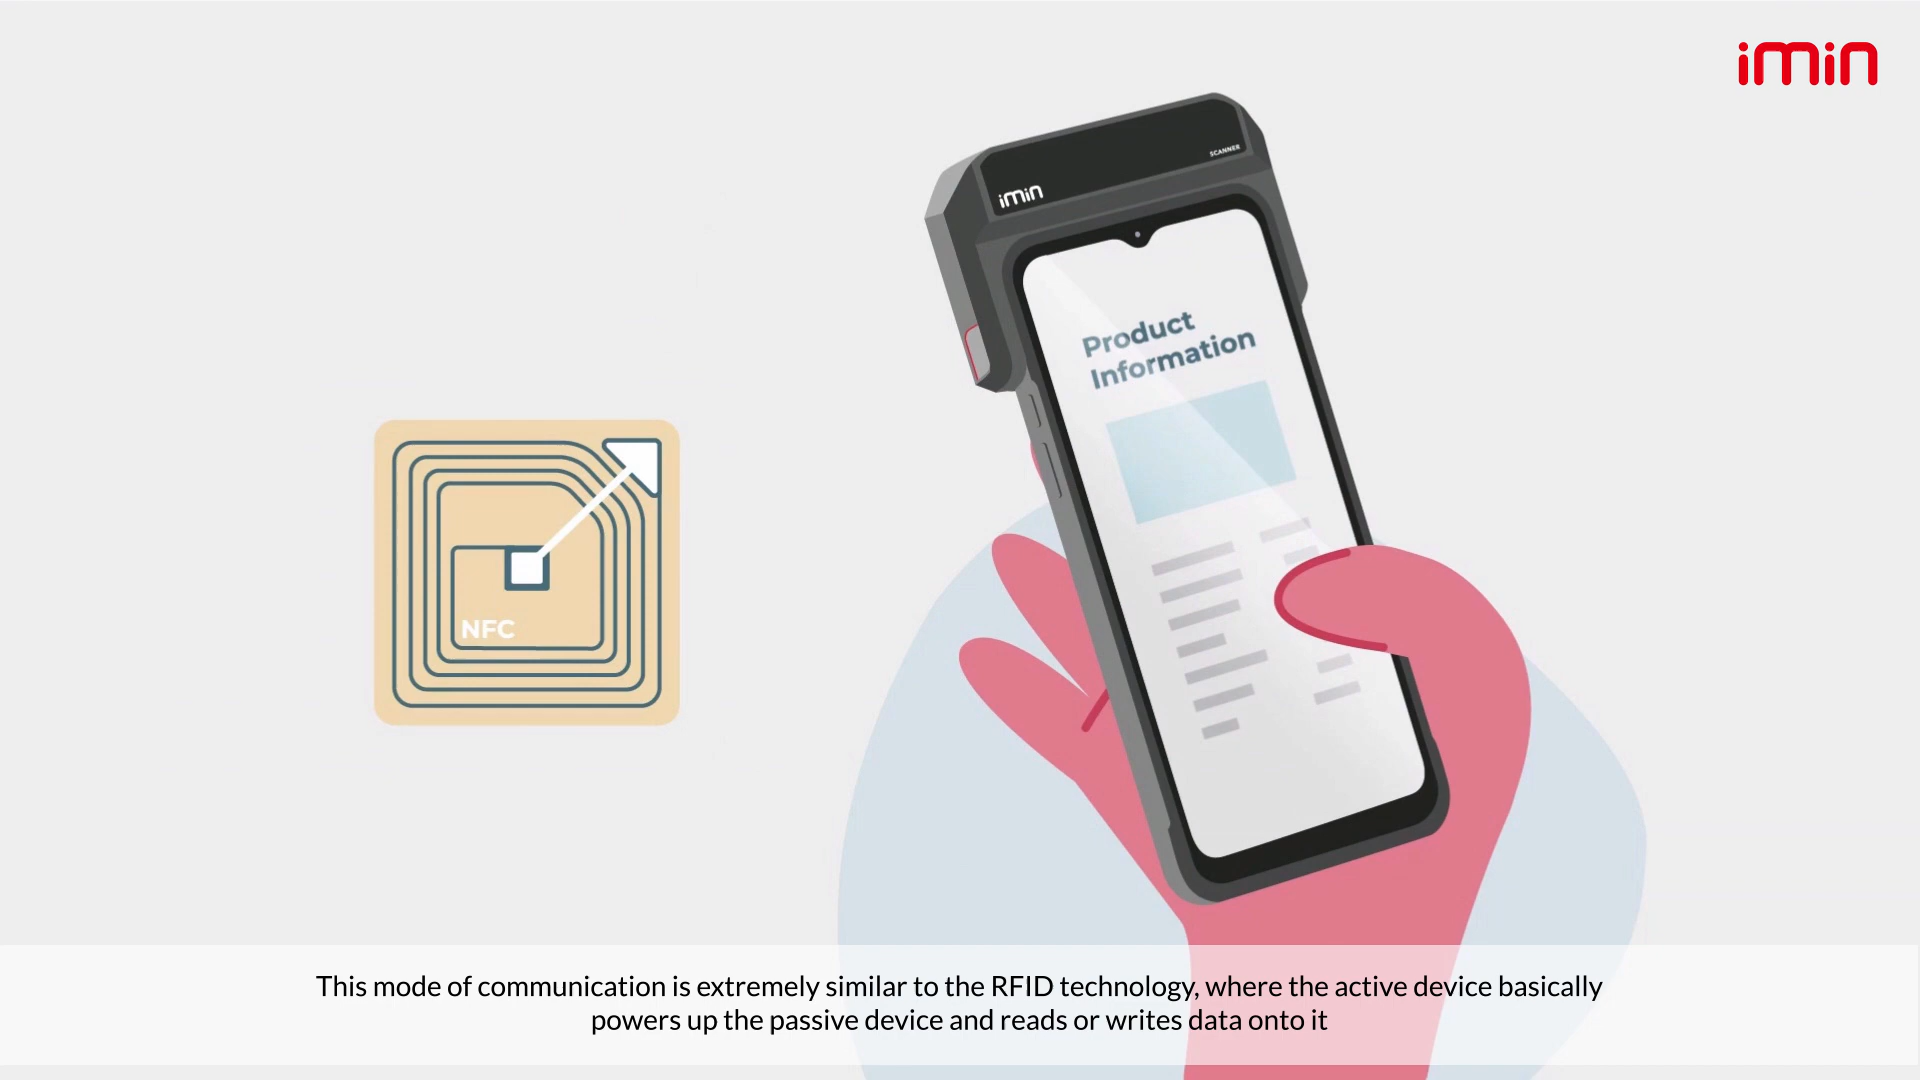 imin
SCANNER
imin
Product
Information
NFC
This mode of communication is extremely similar to the RFID technology, where the active device basically
powers up the passive device and reads or writes data onto it